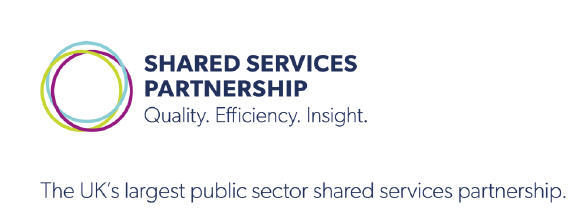 SHARED SERVICES
PARTNERSHIP
Quality. Efficiency. Insight.
The UK's largest public sector shared services partnership.